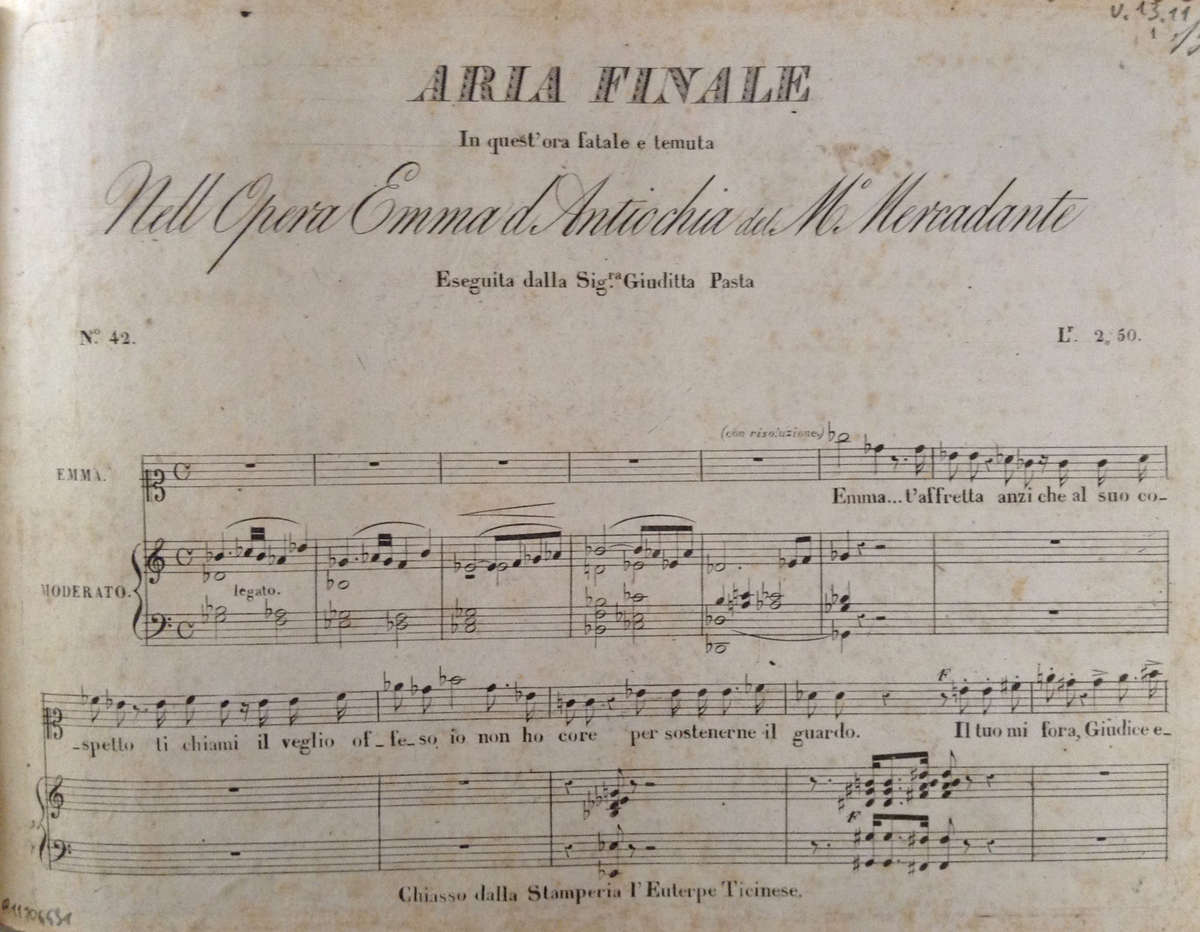 v. 13.11
ARIA FINALE
In quest'ora fatale e temuta
Nell Opera Emma d'Antiochia del M.º Mercadante
Eseguita dalla Sig.ra Giuditta Pasta
N.º 42.
Lr. 2, 50.
(con risoluzione)
EMMA.
Emma...t'affretta anzi che al suo co-
MODERATO.
legato.
F
-spetto ti chiami il veglio of-fe-so, io non ho core per sostenerne il guardo. Il tuo mi fora, Giudice e-
F
Chiasso dalla Stamperia l'Euterpe Ticinese.